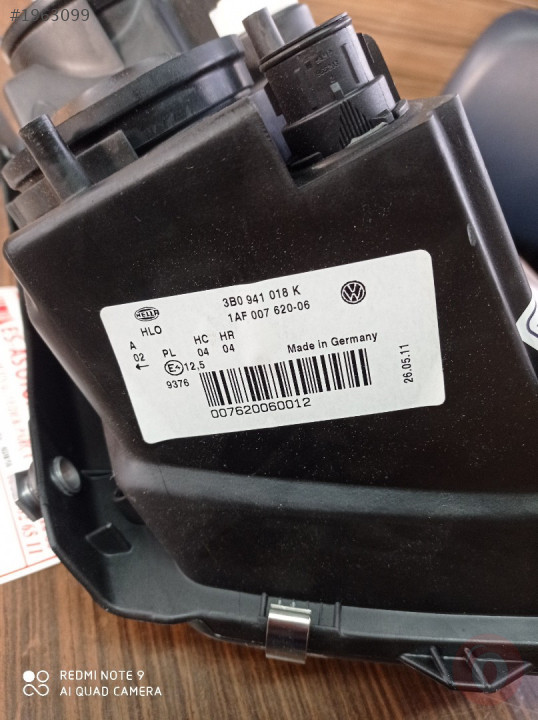 #1965099
HELLA
HLO
3B0 941 018 K
1AF 007 620-06
A
02
PL
HC HR
04 04
E4 12,5
9376
Made in Germany
26.05.11
007620060012
REDMI NOTE 9
AI QUAD CAMERA